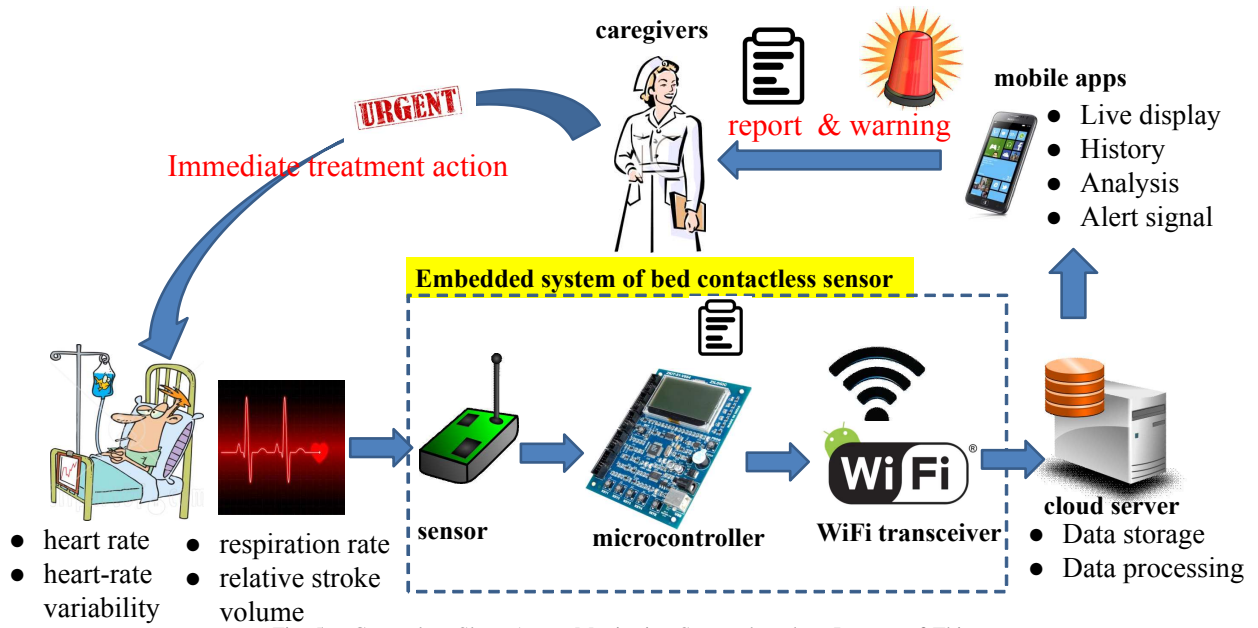 caregivers
mobile apps
URGENT
report & warning
● Live display
● History
● Analysis
● Alert signal
Immediate treatment action
Embedded system of bed contactless sensor
WiFi®
sensor
microcontroller
WiFi transceiver
cloud server
● Data storage
● Data processing
● heart rate
● heart-rate
variability
● respiration rate
● relative stroke
volume